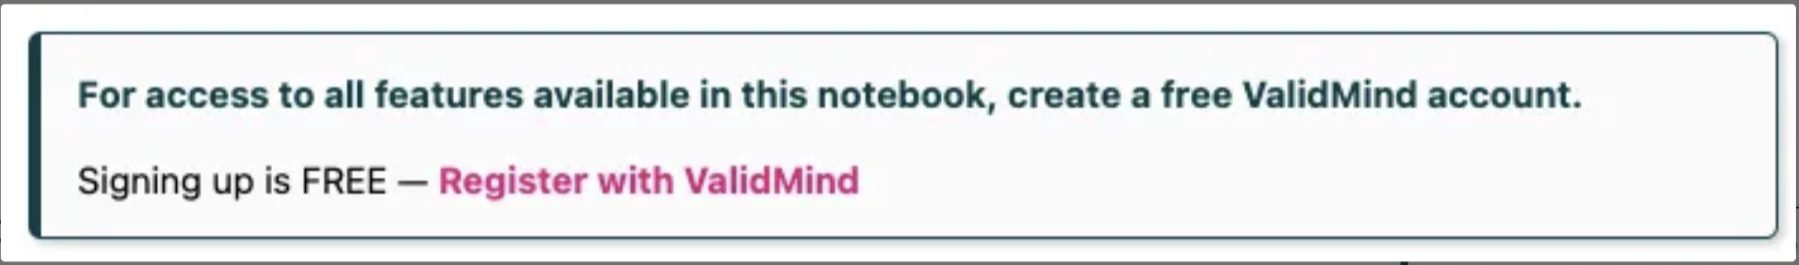 For access to all features available in this notebook, create a free ValidMind account.
Signing up is FREE — Register with ValidMind